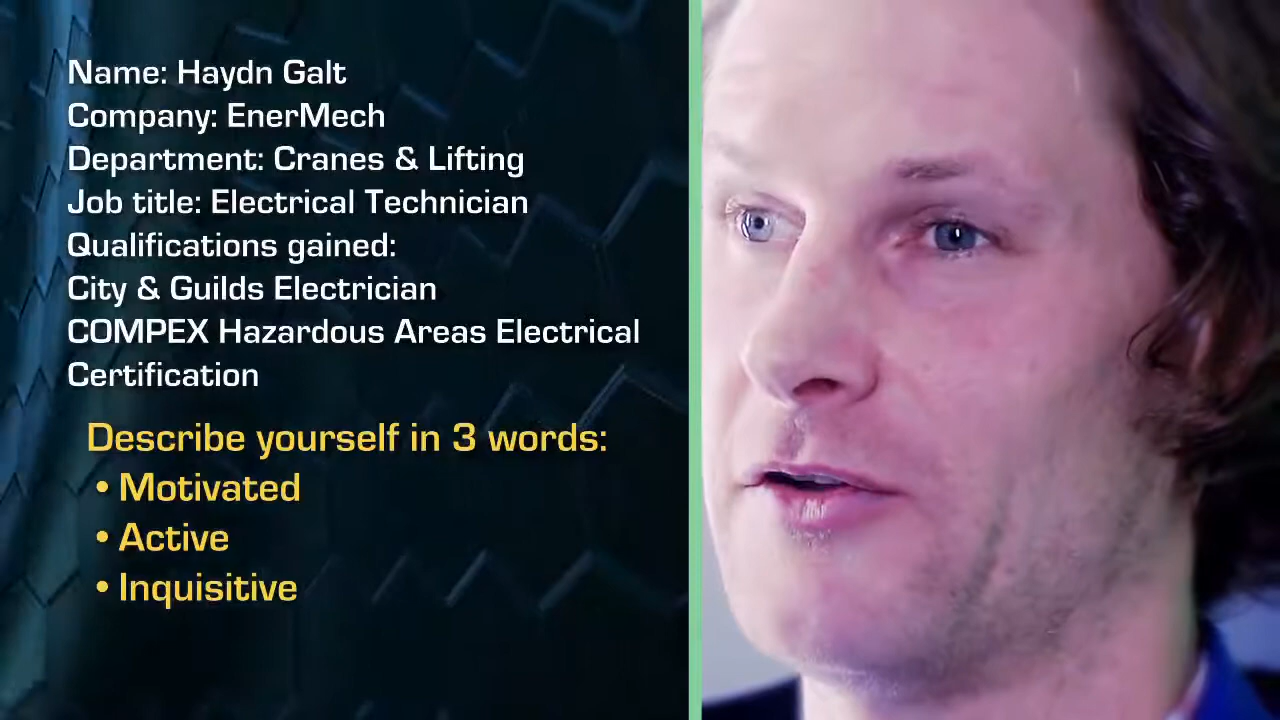 Name: Haydn Galt
Company: EnerMech
Department: Cranes & Lifting
Job title: Electrical Technician
Qualifications gained:
City & Guilds Electrician
COMPEX Hazardous Areas Electrical
Certification
Describe yourself in 3 words:
• Motivated
• Active
• Inquisitive